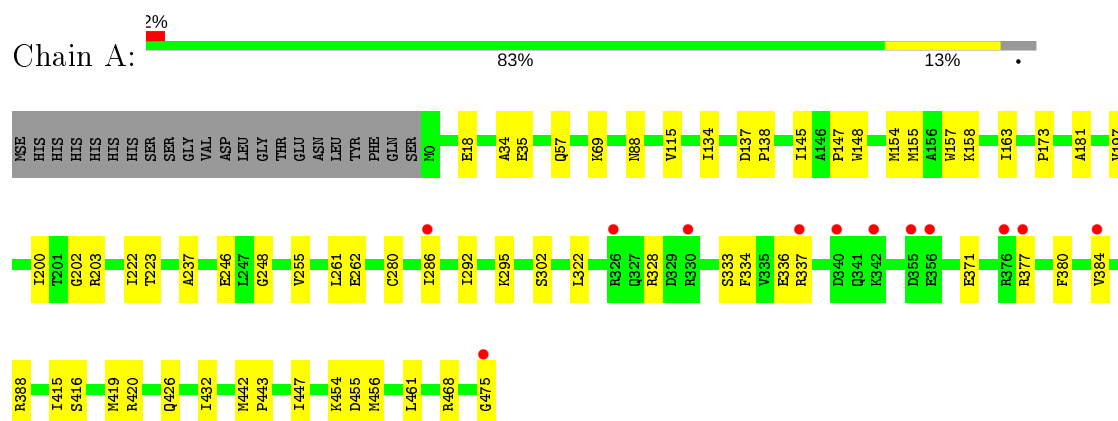 2%
Chain A:
83% 13% •
MSE HIS HIS HIS HIS HIS HIS SER SER GLY VAL ASP LEU GLY THR GLU ASN LEU TYR PHE GLN SER M0 E18 A34 E35 Q57 K69 N88 V115 I134 D137 P138 I145 A146 P147 W148 M154 M155 A156 W157 K158 I163 P173 A181
I200 T201 G202 R203 I222 T223 A237 E246 L247 G248 V255 L261 E262 C280 I286 I292 K295 S302 L322 R326 Q327 R328 D329 R330 S333 F334 V335 E336 R337 D340 Q341 K342 D355 E356 E371 R376 R377 F380 V384
R388 I415 S416 M419 R420 Q426 I432 M442 P443 I447 K454 D455 M456 L461 R468 G475